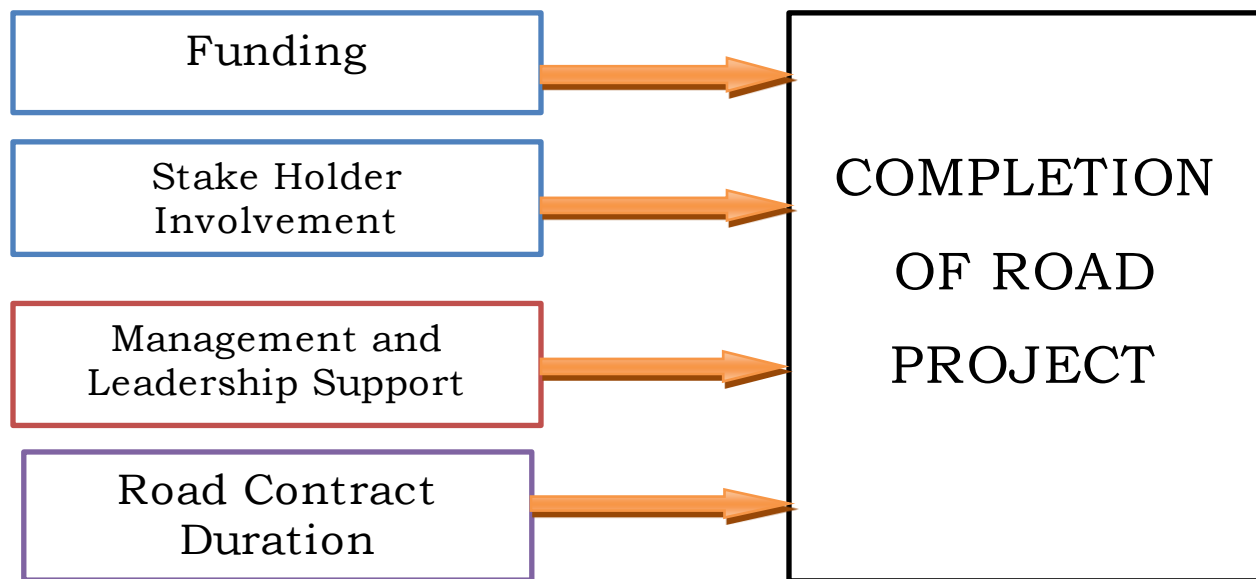 Funding
Stake Holder
Involvement
Management and
Leadership Support
Road Contract
Duration
COMPLETION
OF ROAD
PROJECT